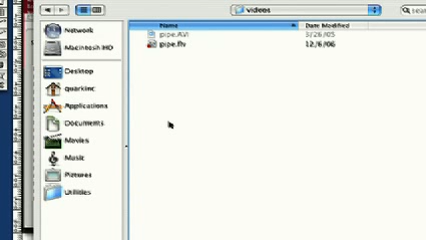 videos
Name Date Modified
Network
Macintosh HD
pipe.AVI 3/26/05
pipe.flv 12/6/06
Desktop
quarkinc
Applications
Documents
Movies
Music
Pictures
Utilities